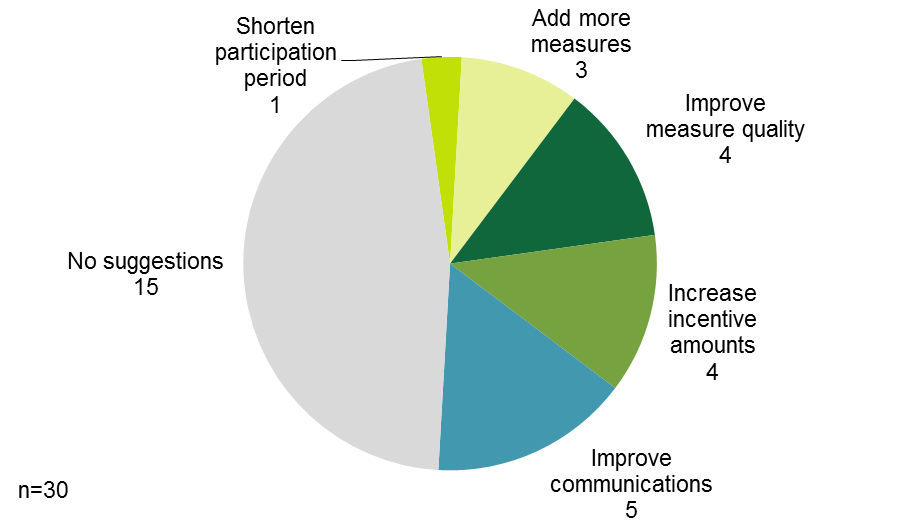 Shorten
participation
period
1
Add more
measures
3
Improve
measure quality
4
Increase
incentive
amounts
4
Improve
communications
5
No suggestions
15
n=30